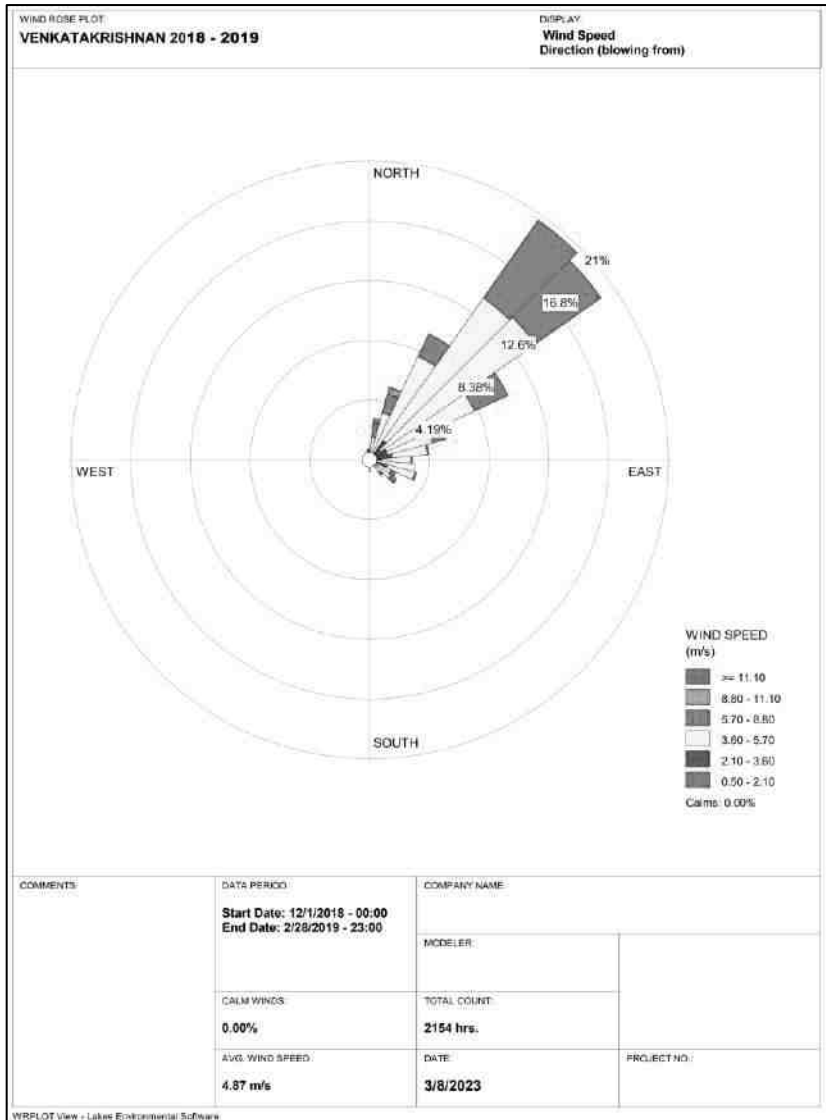 WIND ROSE PLOT:
VENKATAKRISHNAN 2018 - 2019
DISPLAY:
Wind Speed
Direction (blowing from)
NORTH
21%
16.8%
12.6%
8.38%
4.19%
WEST
EAST
SOUTH
WIND SPEED
(m/s)
>= 11.10
8.80 - 11.10
5.70 - 8.80
3.60 - 5.70
2.10 - 3.60
0.50 - 2.10
Calms: 0.00%
COMMENTS:
DATA PERIOD:
Start Date: 12/1/2018 - 00:00
End Date: 2/28/2019 - 23:00
COMPANY NAME:
MODELER:
CALM WINDS:
0.00%
TOTAL COUNT:
2154 hrs.
AVG. WIND SPEED:
4.87 m/s
DATE:
3/8/2023
PROJECT NO.:
WRPLOT View - Lakes Environmental Software